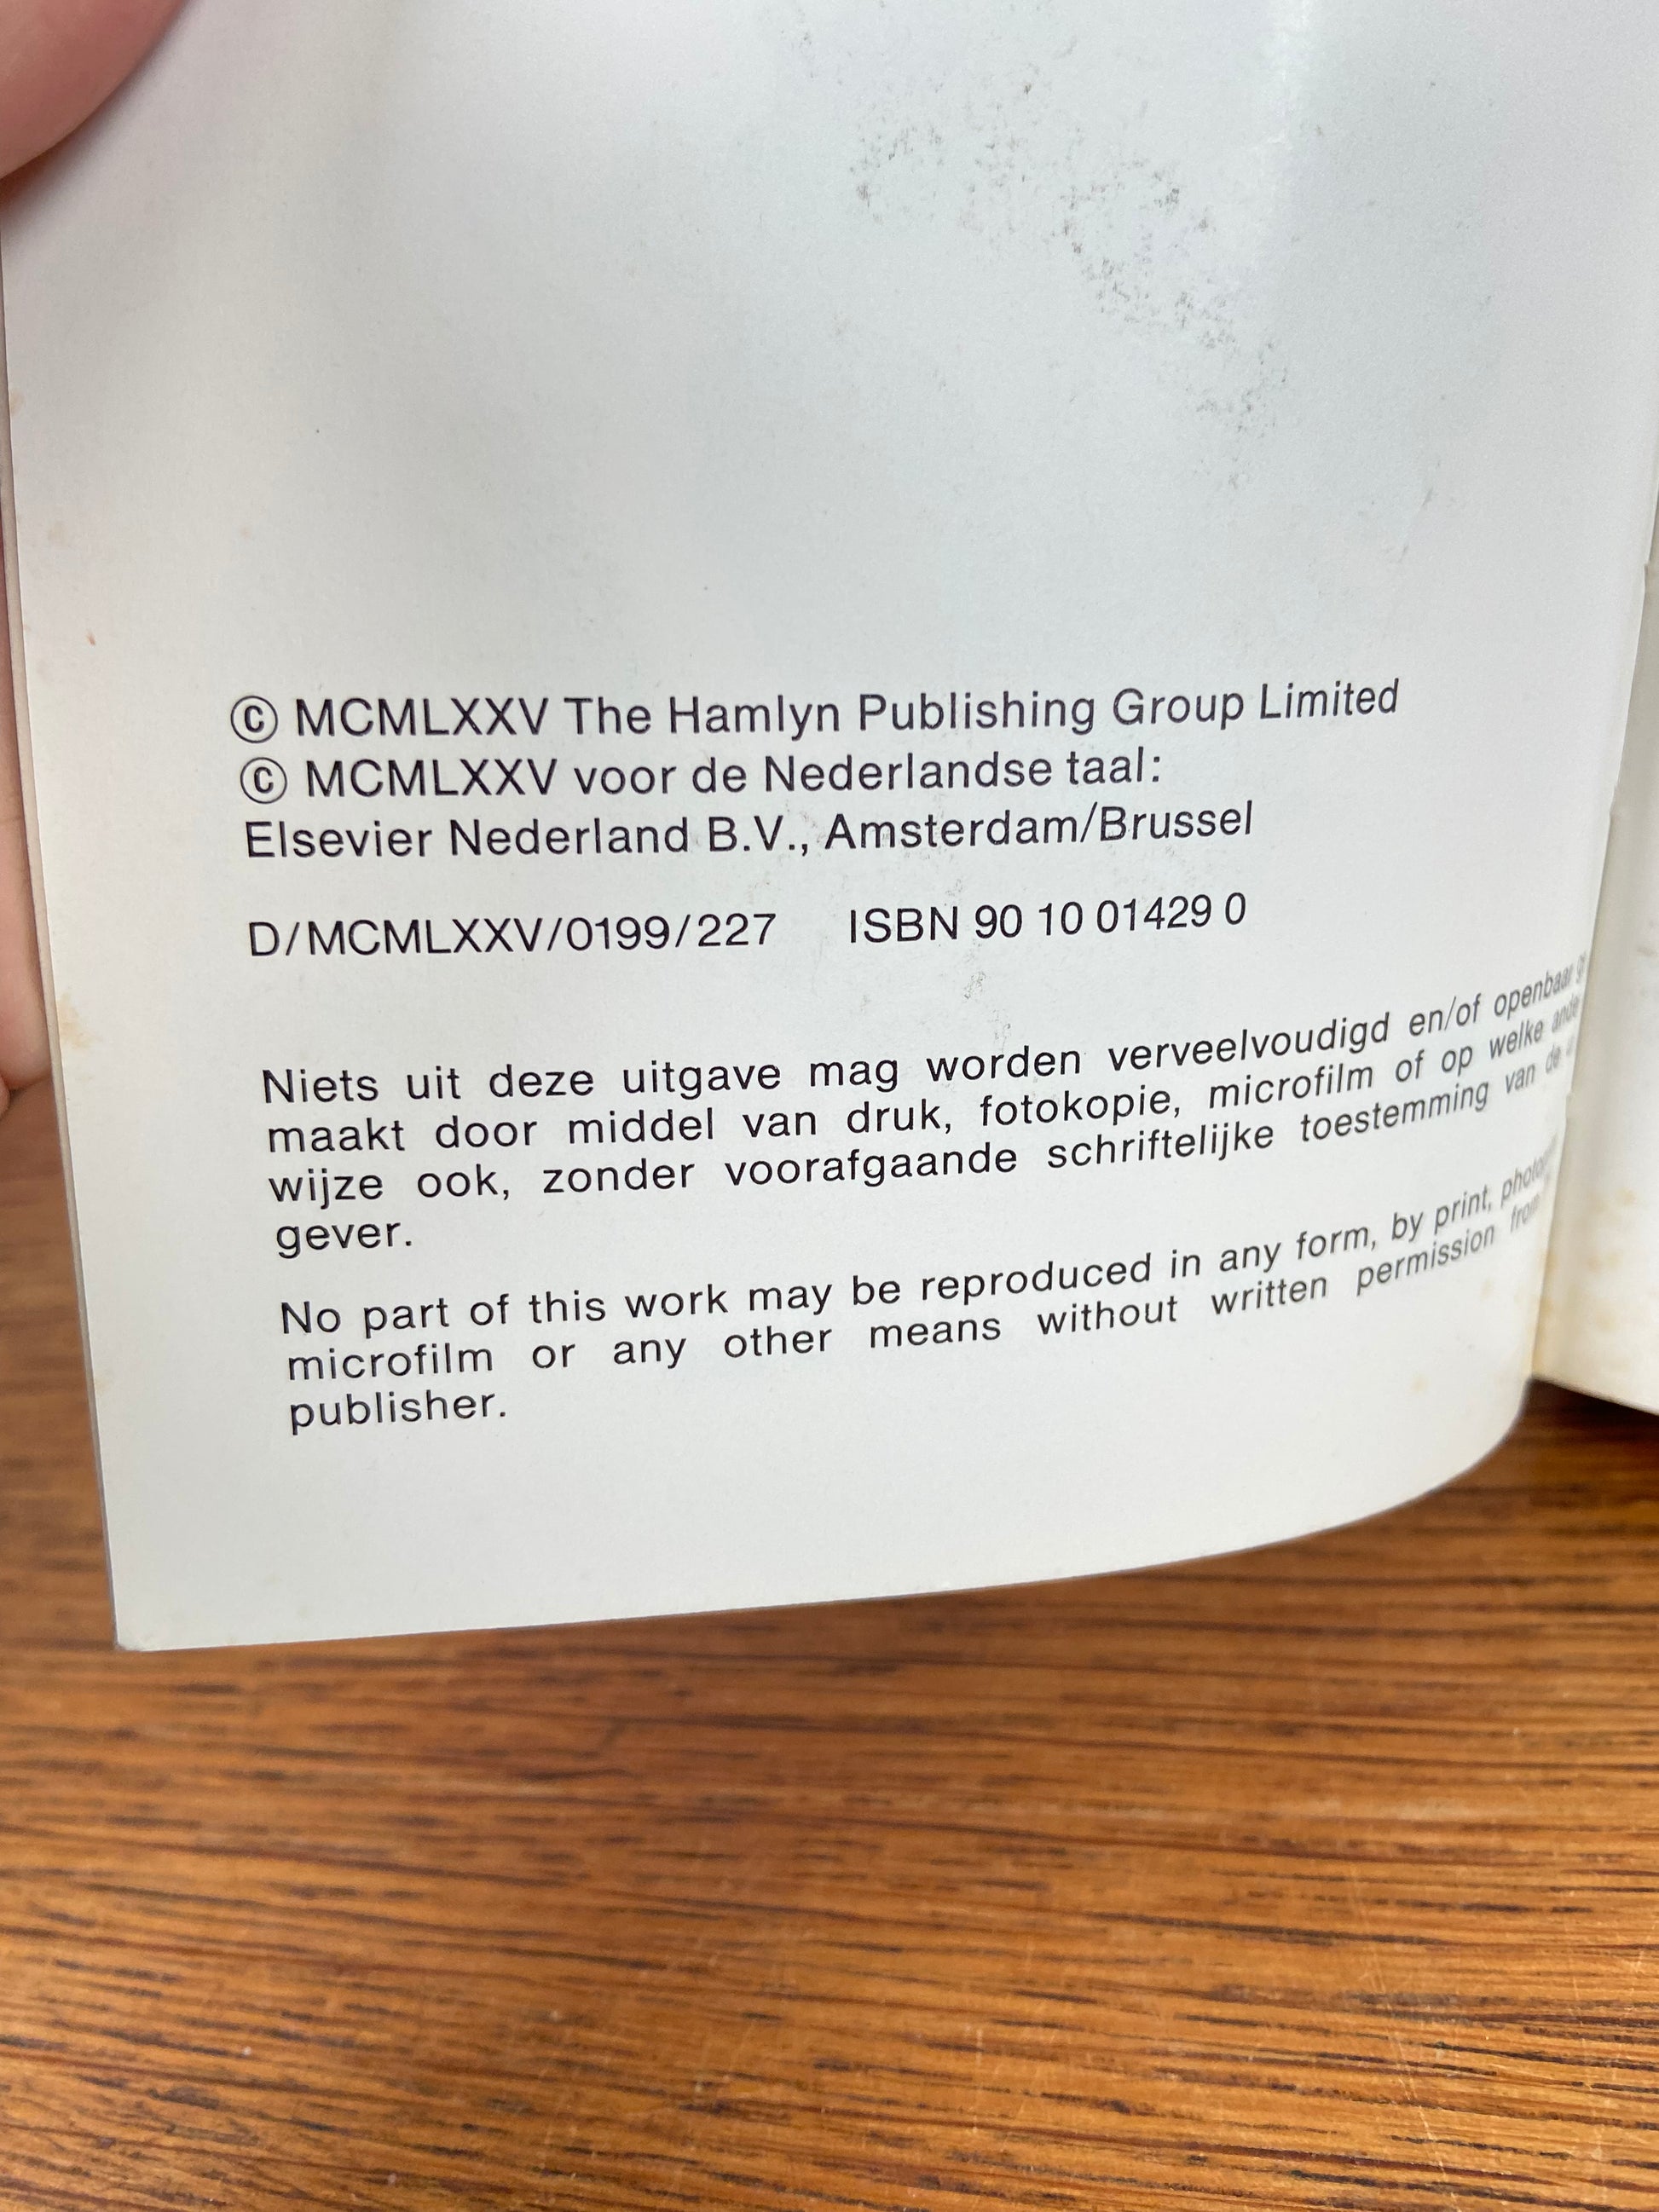 © MCMLXXV The Hamlyn Publishing Group Limited
© MCMLXXV voor de Nederlandse taal:
Elsevier Nederland B.V., Amsterdam/Brussel
D/MCMLXXV/0199/227 ISBN 90 10 01429 0
Niets uit deze uitgave mag worden verveelvoudigd en/of openbaar
maakt door middel van druk, fotokopie, microfilm of op welke
wijze ook, zonder voorafgaande schriftelijke toestemming van de
gever.
No part of this work may be reproduced in any form, by print,
microfilm or any other means without written permission from
publisher.